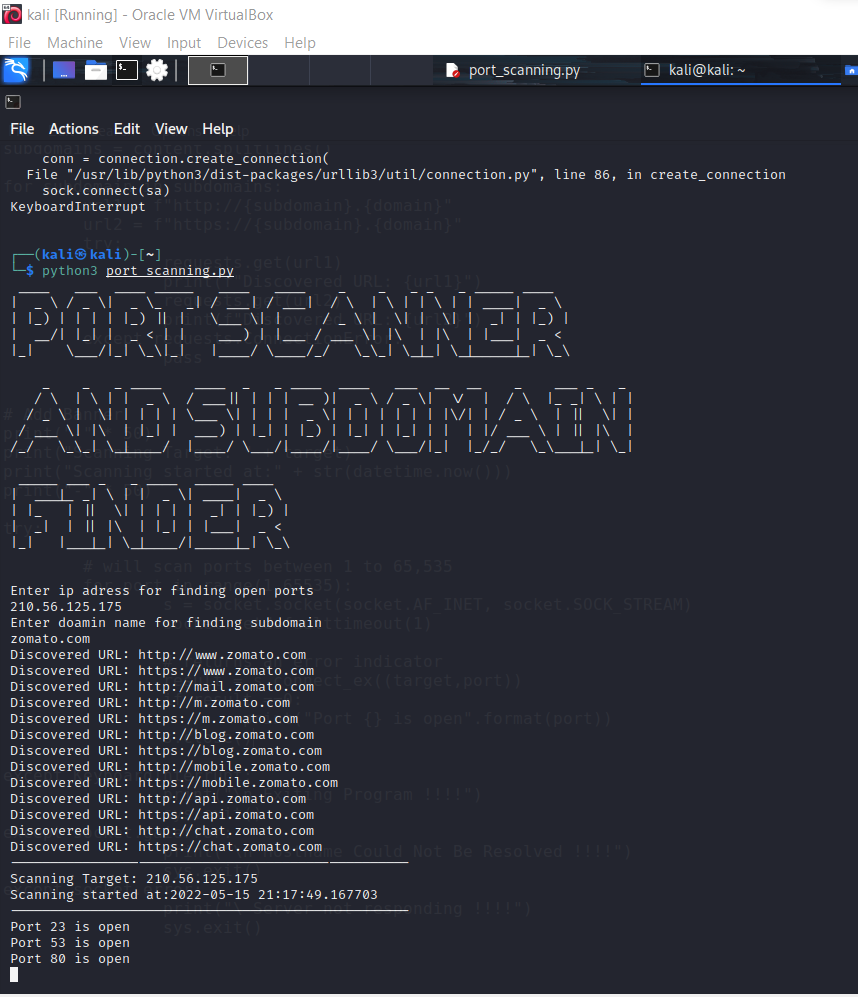 kali [Running] - Oracle VM VirtualBox
File Machine View Input Devices Help
port_scanning.py kali@kali: ~
File Actions Edit View Help
conn = connection.create_connection(
File "/usr/lib/python3/dist-packages/urllib3/util/connection.py", line 86, in create_connection
sock.connect(sa)
KeyboardInterrupt
┌──(kali㉿kali)-[~]
└─$ python3 port_scanning.py
PORT SCANNER
AND SUBDOMAIN
FINDER
Enter ip adress for finding open ports
210.56.125.175
Enter doamin name for finding subdomain
zomato.com
Discovered URL: http://www.zomato.com
Discovered URL: https://www.zomato.com
Discovered URL: http://mail.zomato.com
Discovered URL: http://m.zomato.com
Discovered URL: https://m.zomato.com
Discovered URL: http://blog.zomato.com
Discovered URL: https://blog.zomato.com
Discovered URL: http://mobile.zomato.com
Discovered URL: https://mobile.zomato.com
Discovered URL: http://api.zomato.com
Discovered URL: https://api.zomato.com
Discovered URL: http://chat.zomato.com
Discovered URL: https://chat.zomato.com
--------------------------------------------------
Scanning Target: 210.56.125.175
Scanning started at:2022-05-15 21:17:49.167703
--------------------------------------------------
Port 23 is open
Port 53 is open
Port 80 is open